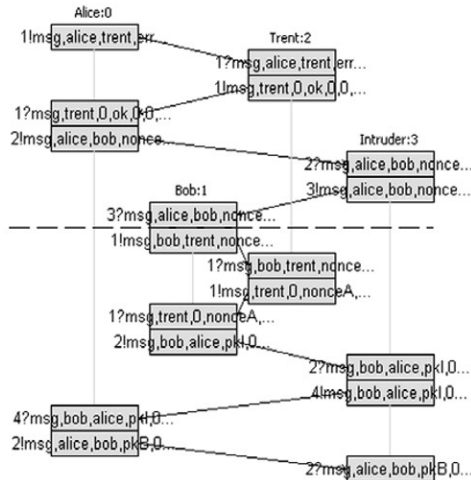 Alice:0
1!msg,alice,trent,err...
Trent:2
1?msg,alice,trent,err...
1!msg,trent,0,ok,0,0,...
1?msg,trent,0,ok,0,0,...
2!msg,alice,bob,nonce...
Intruder:3
2?msg,alice,bob,nonce...
3!msg,alice,bob,nonce...
Bob:1
3?msg,alice,bob,nonce...
1!msg,bob,trent,nonce...
1?msg,bob,trent,nonce...
1!msg,trent,0,nonceA,...
1?msg,trent,0,nonceA,...
2!msg,bob,alice,pkI,0...
2?msg,bob,alice,pkI,0...
4!msg,bob,alice,pkI,0...
4?msg,bob,alice,pkI,0...
2!msg,alice,bob,pkB,0...
2?msg,alice,bob,pkB,0...